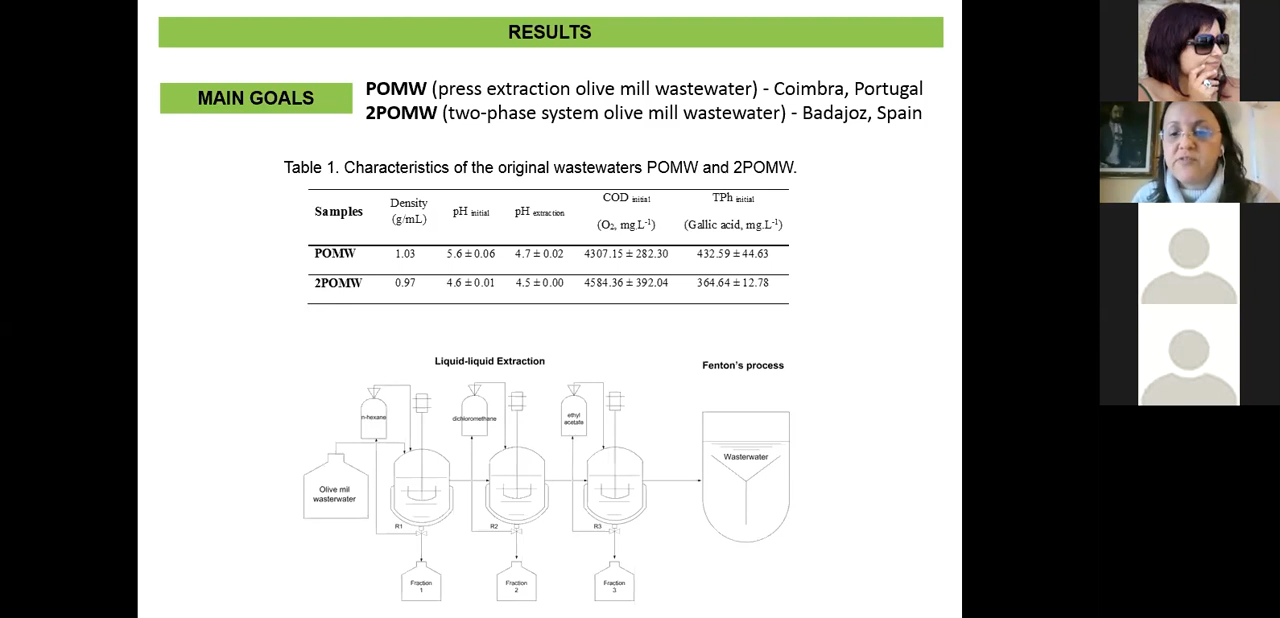 RESULTS
MAIN GOALS
POMW (press extraction olive mill wastewater) - Coimbra, Portugal
2POMW (two-phase system olive mill wastewater) - Badajoz, Spain
Table 1. Characteristics of the original wastewaters POMW and 2POMW.
Samples Density (g/mL) pH initial pH extraction COD initial (O2, mg.L-1) TPh initial (Gallic acid, mg.L-1)
POMW 1.03 5.6 ± 0.06 4.7 ± 0.02 4307.15 ± 282.30 432.59 ± 44.63
2POMW 0.97 4.6 ± 0.01 4.5 ± 0.00 4584.36 ± 392.04 364.64 ± 12.78
Liquid-liquid Extraction
Fenton's process
n-hexane
dichloromethene
ethyl
acetate
Wasterwater
Olive mil
wasterwater
R1
R2
R3
Fraction
1
Fraction
2
Fraction
3